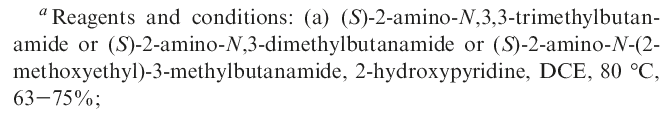 a Reagents and conditions: (a) (S)-2-amino-N,3,3-trimethylbutan-
amide or (S)-2-amino-N,3-dimethylbutanamide or (S)-2-amino-N-(2-
methoxyethyl)-3-methylbutanamide, 2-hydroxypyridine, DCE, 80 °C,
63−75%;